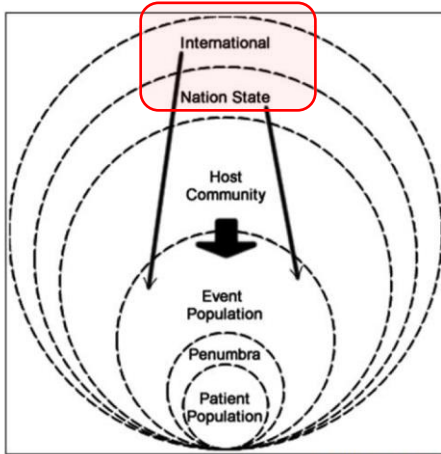 International
Nation State
Host
Community
Event
Population
Penumbra
Patient
Population